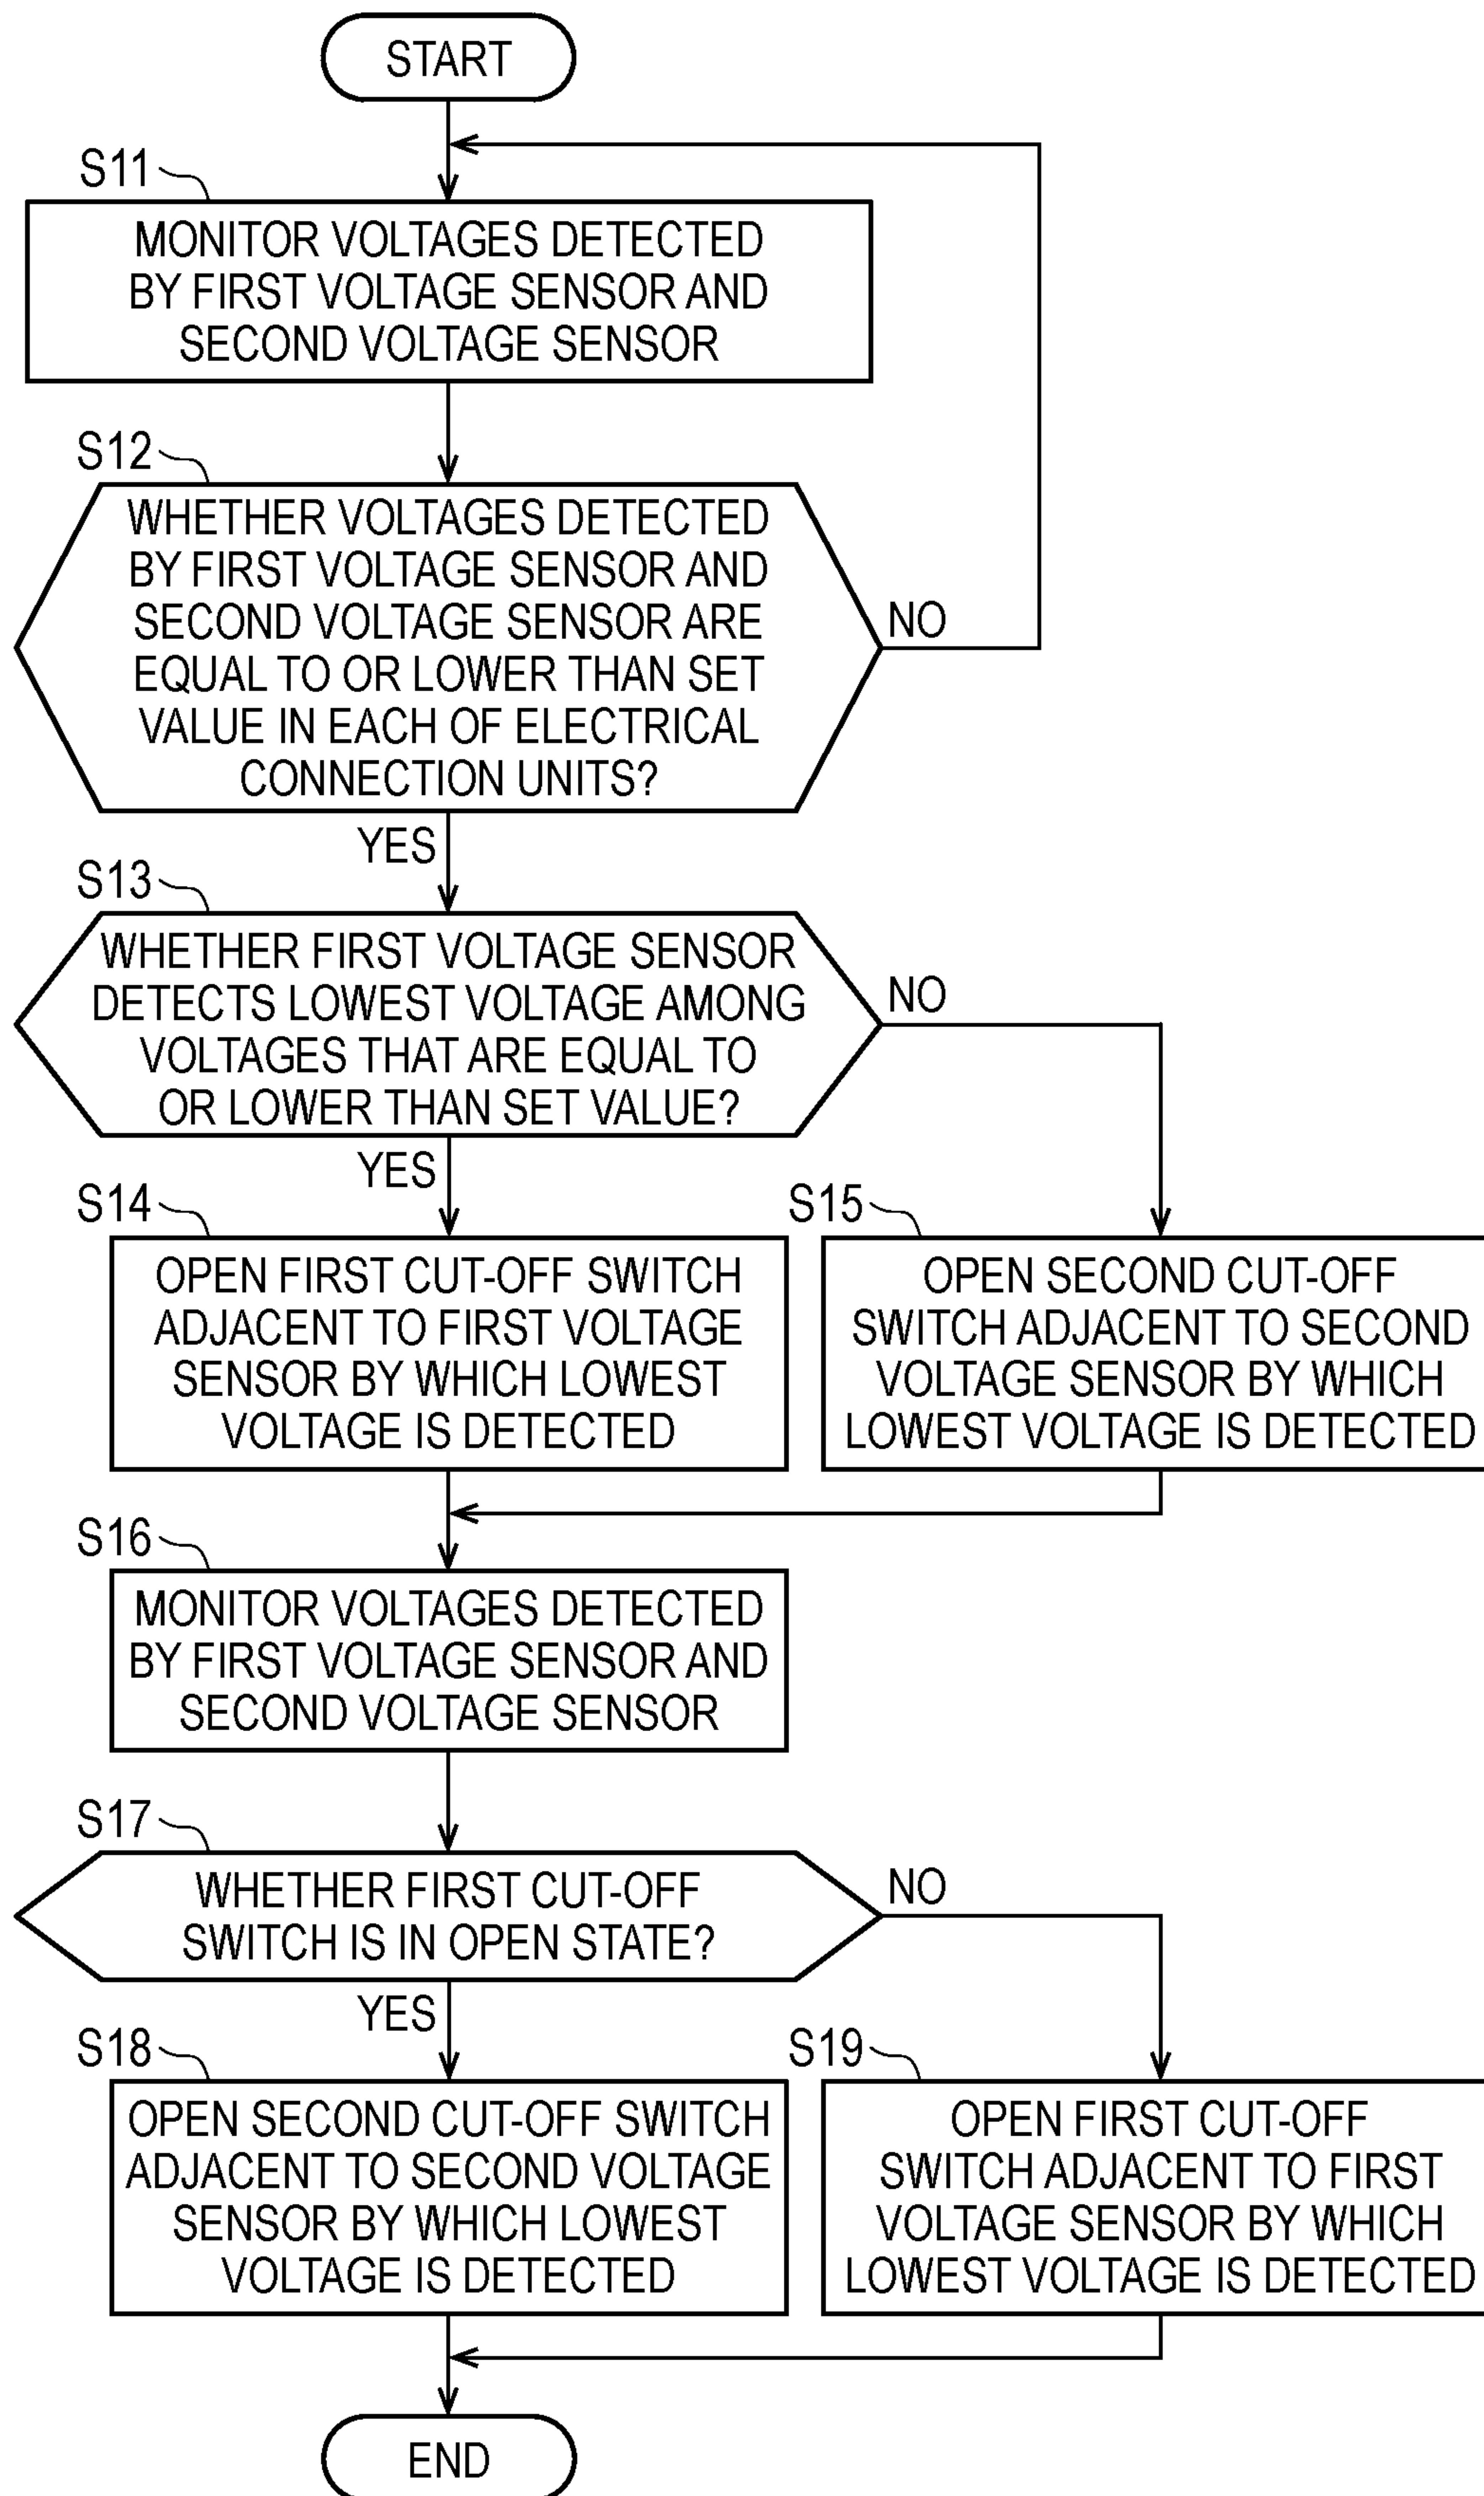 START
S11
MONITOR VOLTAGES DETECTED
BY FIRST VOLTAGE SENSOR AND
SECOND VOLTAGE SENSOR
S12
WHETHER VOLTAGES DETECTED
BY FIRST VOLTAGE SENSOR AND
SECOND VOLTAGE SENSOR ARE
EQUAL TO OR LOWER THAN SET
VALUE IN EACH OF ELECTRICAL
CONNECTION UNITS?
NO
YES
S13
WHETHER FIRST VOLTAGE SENSOR
DETECTS LOWEST VOLTAGE AMONG
VOLTAGES THAT ARE EQUAL TO
OR LOWER THAN SET VALUE?
NO
YES
S14
OPEN FIRST CUT-OFF SWITCH
ADJACENT TO FIRST VOLTAGE
SENSOR BY WHICH LOWEST
VOLTAGE IS DETECTED
S15
OPEN SECOND CUT-OFF
SWITCH ADJACENT TO SECOND
VOLTAGE SENSOR BY WHICH
LOWEST VOLTAGE IS DETECTED
S16
MONITOR VOLTAGES DETECTED
BY FIRST VOLTAGE SENSOR AND
SECOND VOLTAGE SENSOR
S17
WHETHER FIRST CUT-OFF
SWITCH IS IN OPEN STATE?
NO
YES
S18
OPEN SECOND CUT-OFF SWITCH
ADJACENT TO SECOND VOLTAGE
SENSOR BY WHICH LOWEST
VOLTAGE IS DETECTED
S19
OPEN FIRST CUT-OFF
SWITCH ADJACENT TO FIRST
VOLTAGE SENSOR BY WHICH
LOWEST VOLTAGE IS DETECTED
END